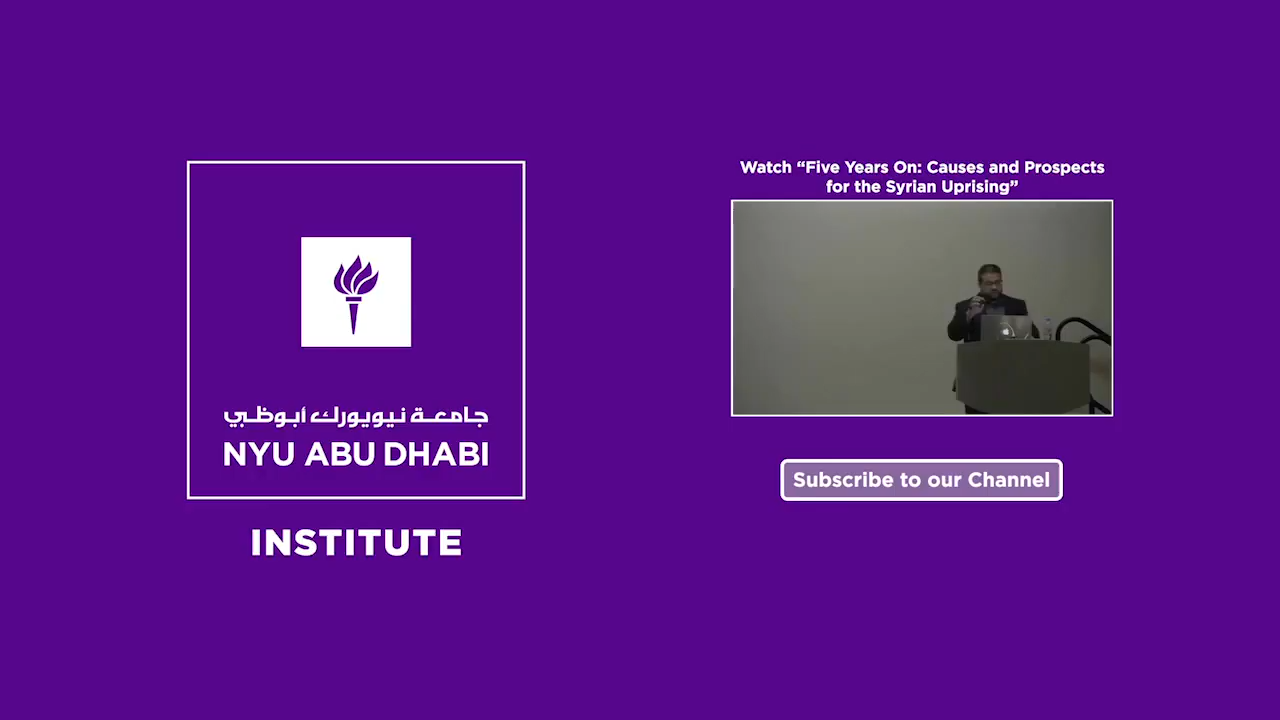 جامعة نيويورك أبوظبي
NYU ABU DHABI
INSTITUTE
Watch “Five Years On: Causes and Prospects
for the Syrian Uprising”
Subscribe to our Channel